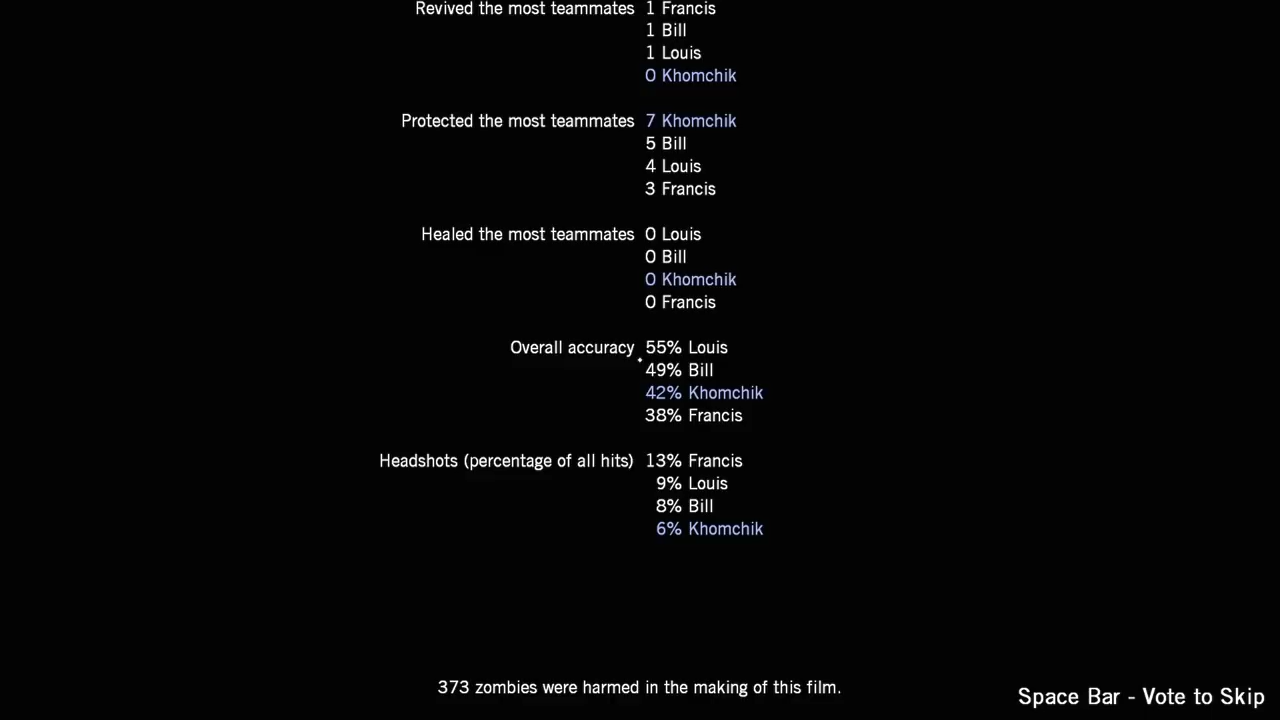 Revived the most teammates 1 Francis
1 Bill
1 Louis
0 Khomchik
Protected the most teammates 7 Khomchik
5 Bill
4 Louis
3 Francis
Healed the most teammates 0 Louis
0 Bill
0 Khomchik
0 Francis
Overall accuracy 55% Louis
49% Bill
42% Khomchik
38% Francis
Headshots (percentage of all hits) 13% Francis
9% Louis
8% Bill
6% Khomchik
373 zombies were harmed in the making of this film.
Space Bar - Vote to Skip